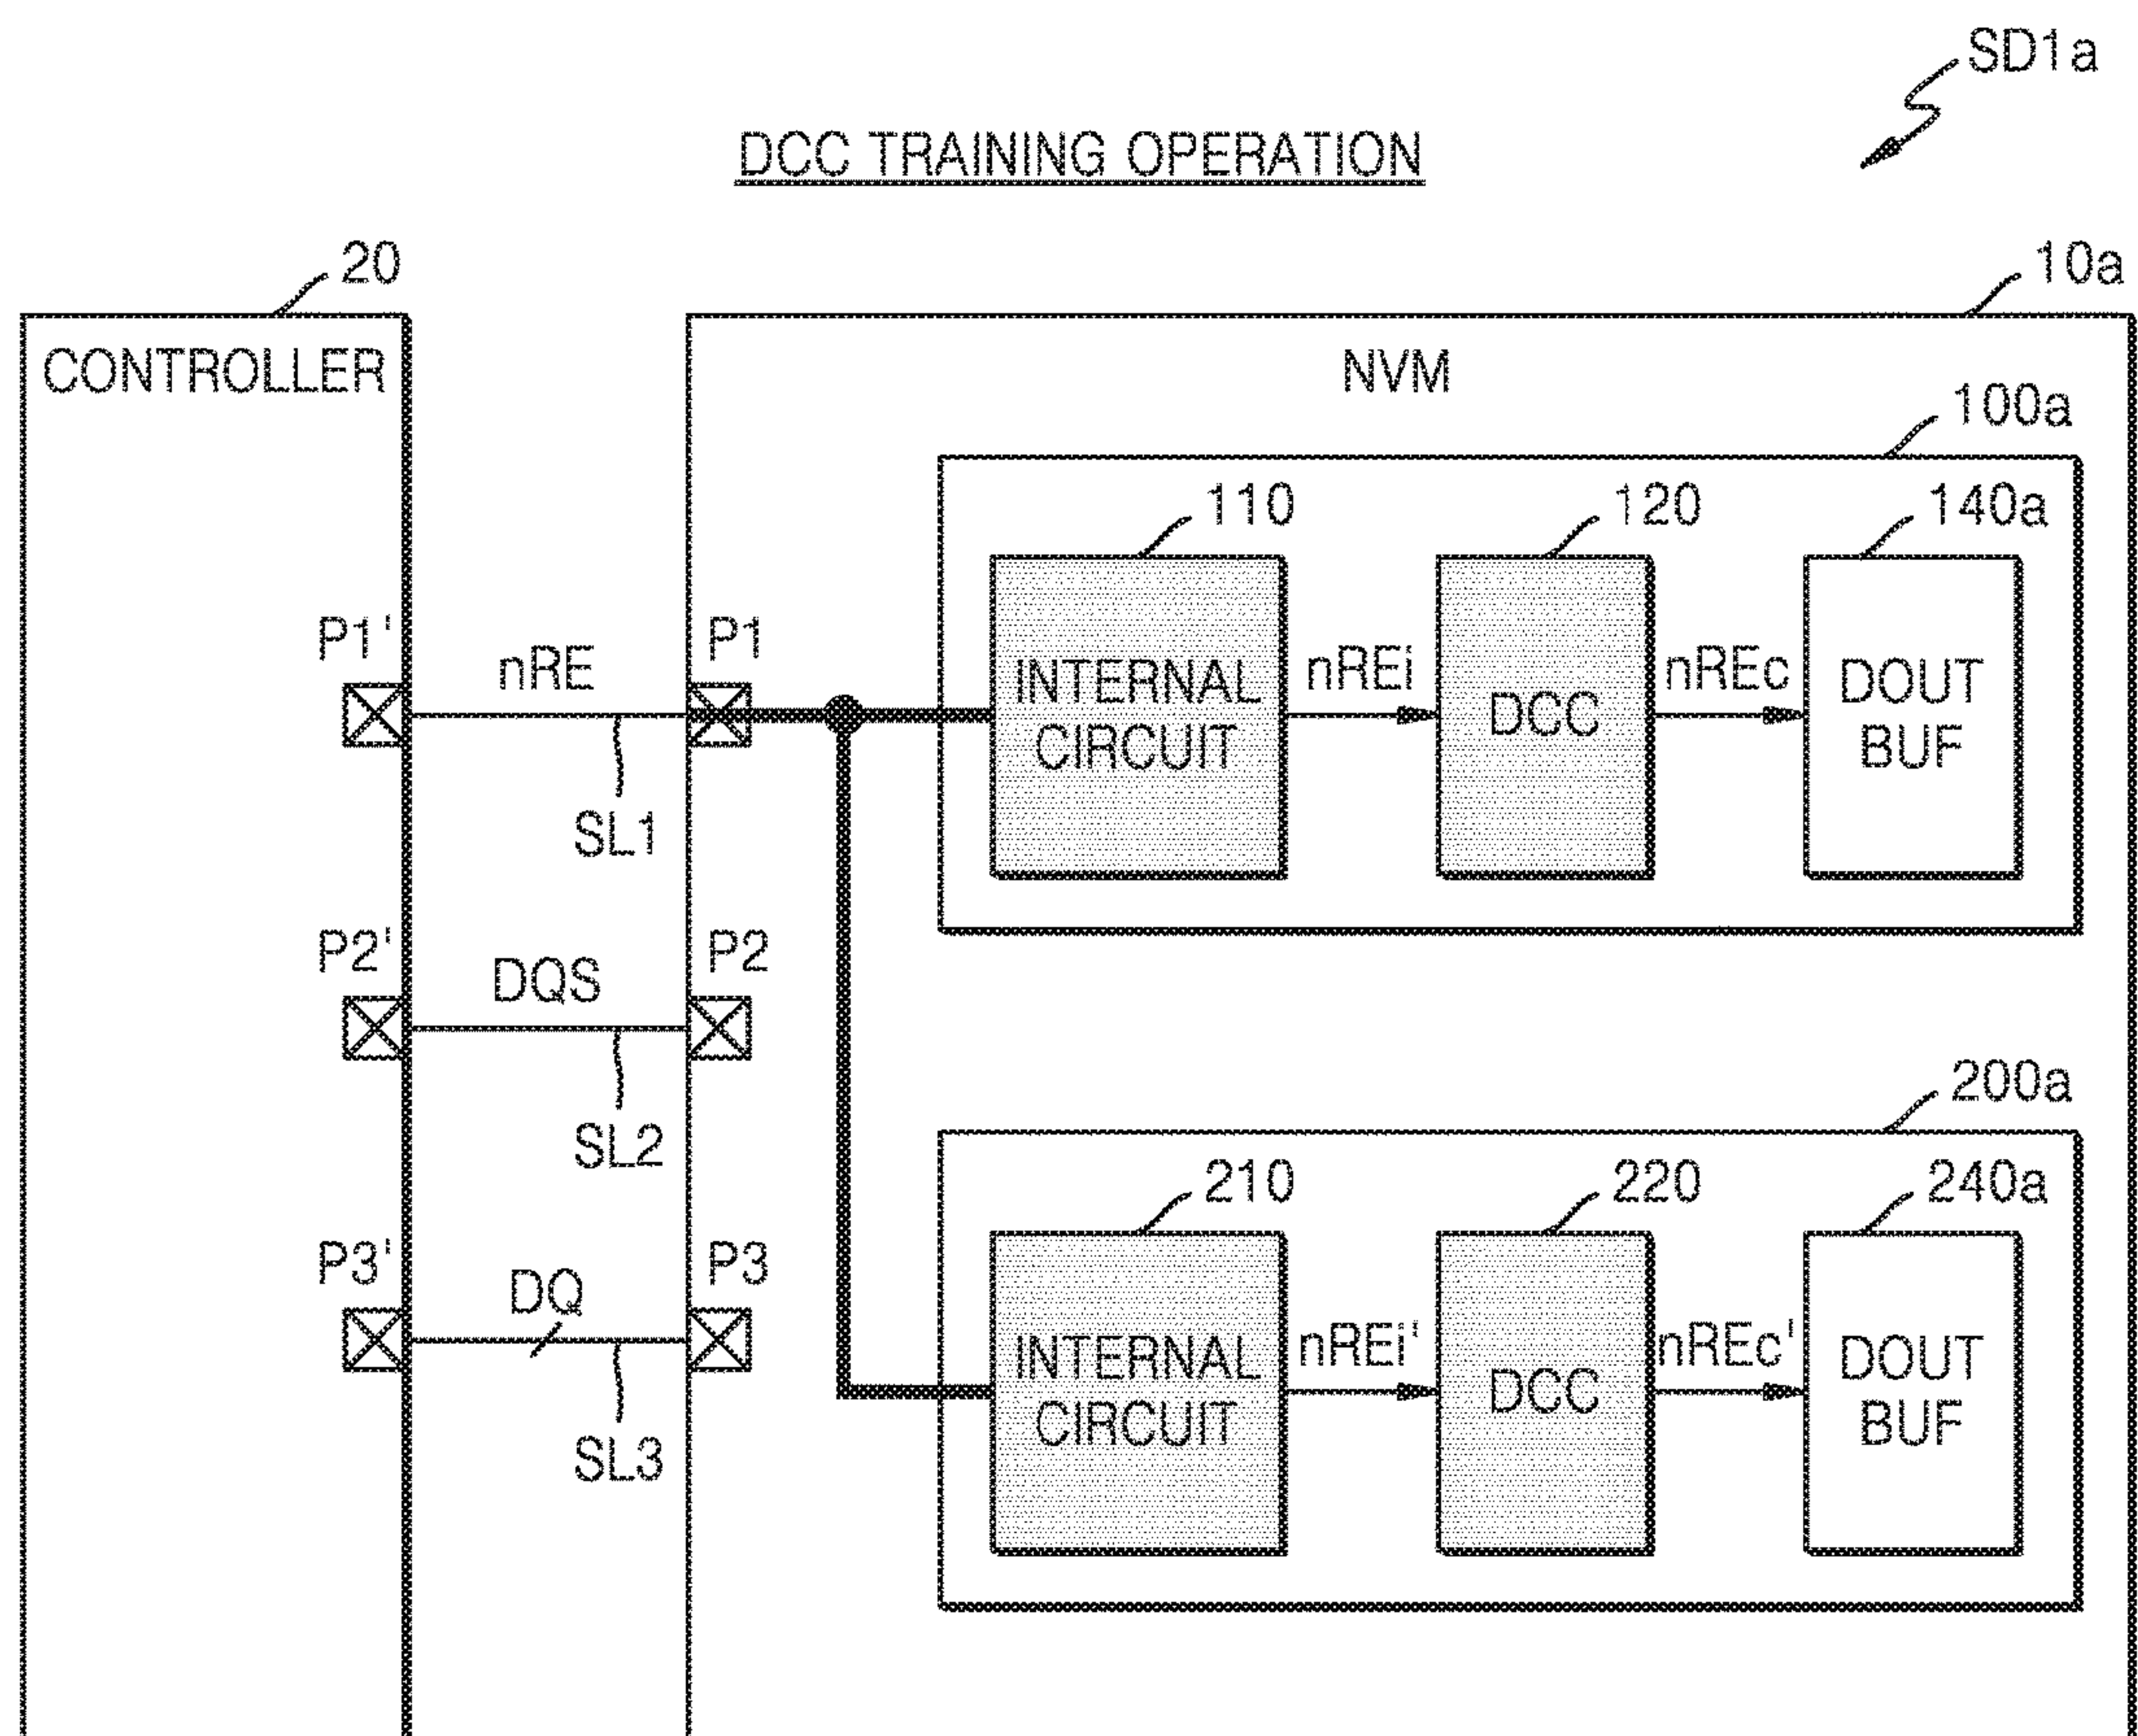 SD1a
DCC TRAINING OPERATION
20
10a
CONTROLLER
NVM
100a
110
120
140a
P1'
nRE
P1
INTERNAL
CIRCUIT
nREi
DCC
nREc
DOUT
BUF
SL1
P2'
DQS
P2
SL2
200a
210
220
240a
P3'
DQ
P3
INTERNAL
CIRCUIT
nREi'
DCC
nREc'
DOUT
BUF
SL3